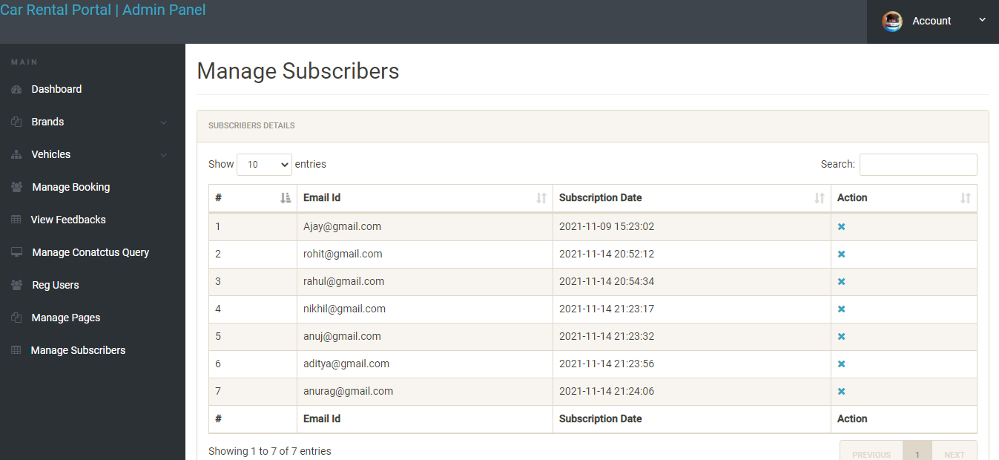 Car Rental Portal | Admin Panel
Account
MAIN
Dashboard
Brands
Vehicles
Manage Booking
View Feedbacks
Manage Conatctus Query
Reg Users
Manage Pages
Manage Subscribers
Manage Subscribers
SUBSCRIBERS DETAILS
Show 10 entries Search:
# Email Id Subscription Date Action
1 Ajay@gmail.com 2021-11-09 15:23:02
2 rohit@gmail.com 2021-11-14 20:52:12
3 rahul@gmail.com 2021-11-14 20:54:34
4 nikhil@gmail.com 2021-11-14 21:23:17
5 anuj@gmail.com 2021-11-14 21:23:32
6 aditya@gmail.com 2021-11-14 21:23:56
7 anurag@gmail.com 2021-11-14 21:24:06
# Email Id Subscription Date Action
Showing 1 to 7 of 7 entries
PREVIOUS 1 NEXT